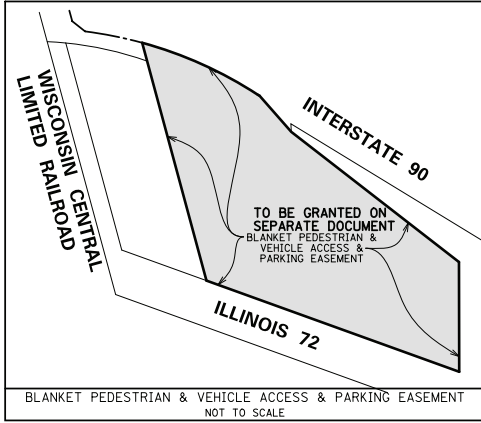 WISCONSIN CENTRAL
LIMITED RAILROAD
INTERSTATE 90
TO BE GRANTED ON
SEPARATE DOCUMENT
BLANKET PEDESTRIAN &
VEHICLE ACCESS &
PARKING EASEMENT
ILLINOIS 72
BLANKET PEDESTRIAN & VEHICLE ACCESS & PARKING EASEMENT
NOT TO SCALE